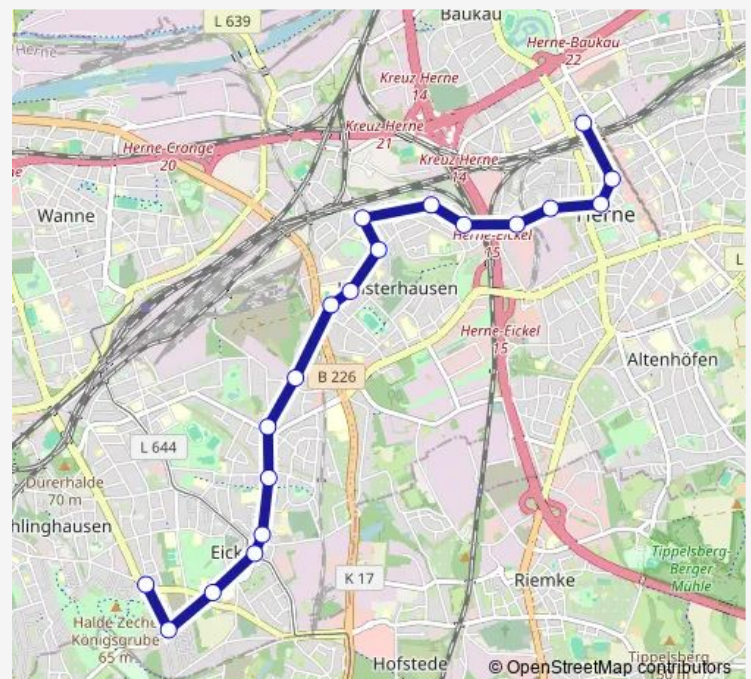 Baukau
L 639
Herne
Herne-Baukau
22
Kreuz Herne
14
Kreuz Herne
21
Herne-Crange
20
Kreuz Herne
14
Wanne
Herne
Herne-Eickel
15
L
sterhausen
Herne-Eickel
15
Altenhöfen
B 226
L 644
Dürerhalde
70 m
hlinghausen
Eick
Tippelsberg-
Berger
Mühle
K 17
Riemke
Halde Zeche
Königsgrube
65 m
Hofstede
Tippelsberg
© OpenStreetMap contributors